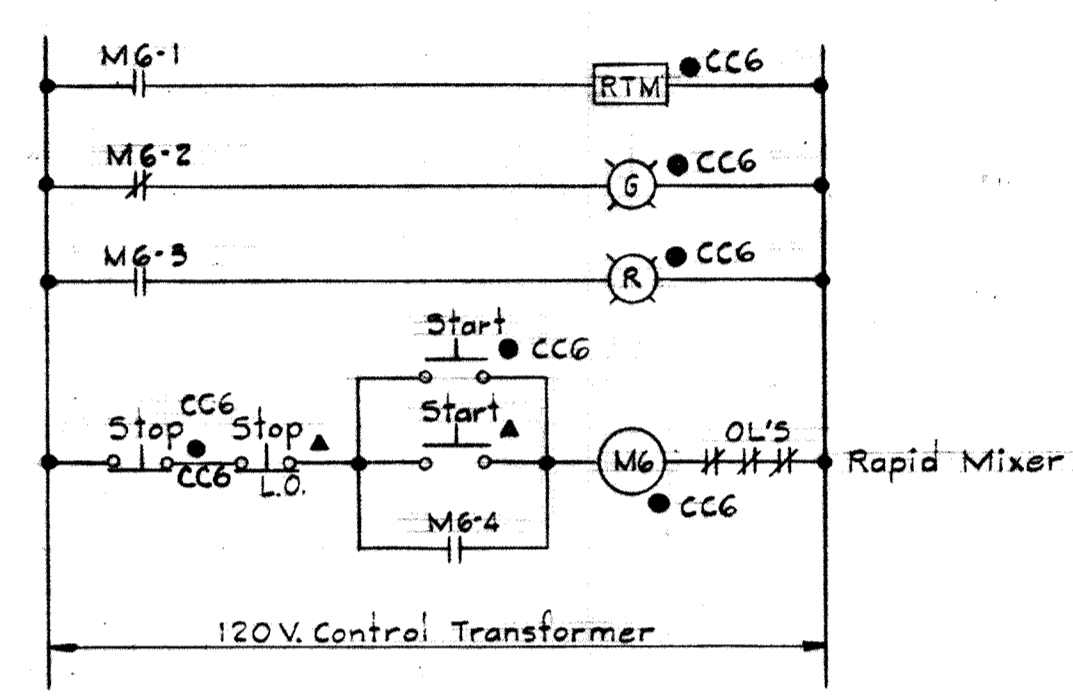 M6-1
CC6
RTM
M6-2
CC6
G
M6-3
CC6
R
Start
CC6
CC6
Start
Stop
Stop
OL'S
M6
Rapid Mixer
CC6
L.O.
CC6
M6-4
120V. Control Transformer